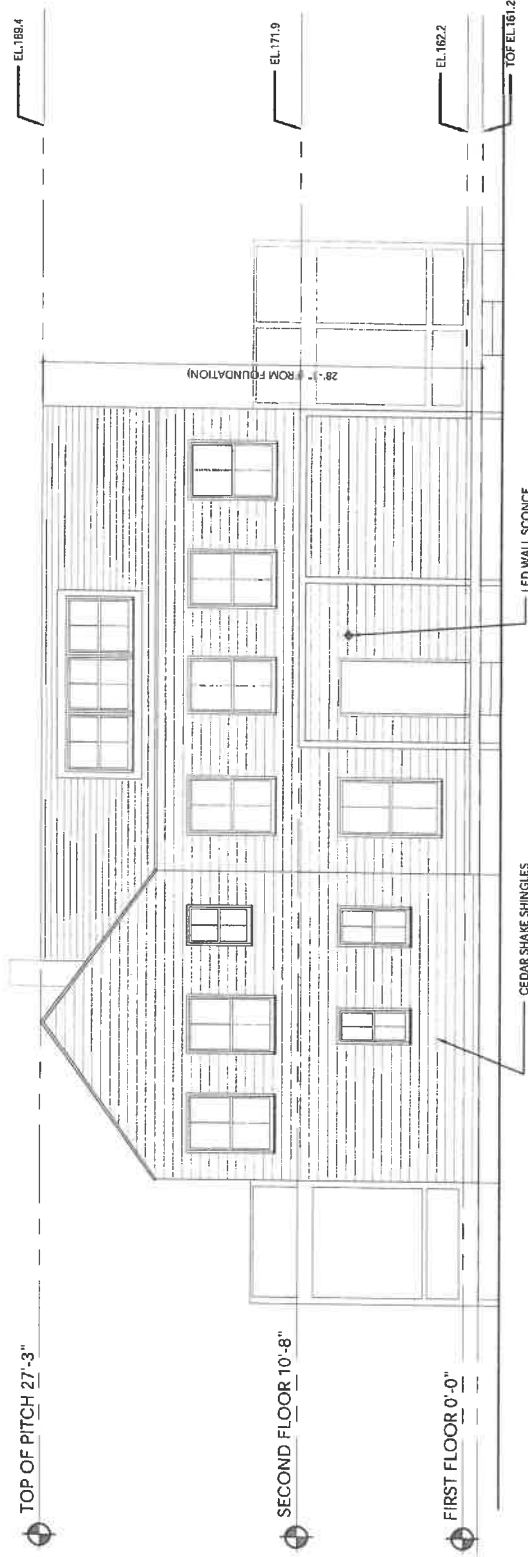 TOP OF PITCH 27'-3"
SECOND FLOOR 10'-8"
FIRST FLOOR 0'-0"
CEDAR SHAKE SHINGLES
LED WALL SCONCE
FROM FOUNDATION)
EL.189.4
EL.171.9
EL.162.2
TOF EL.161.2